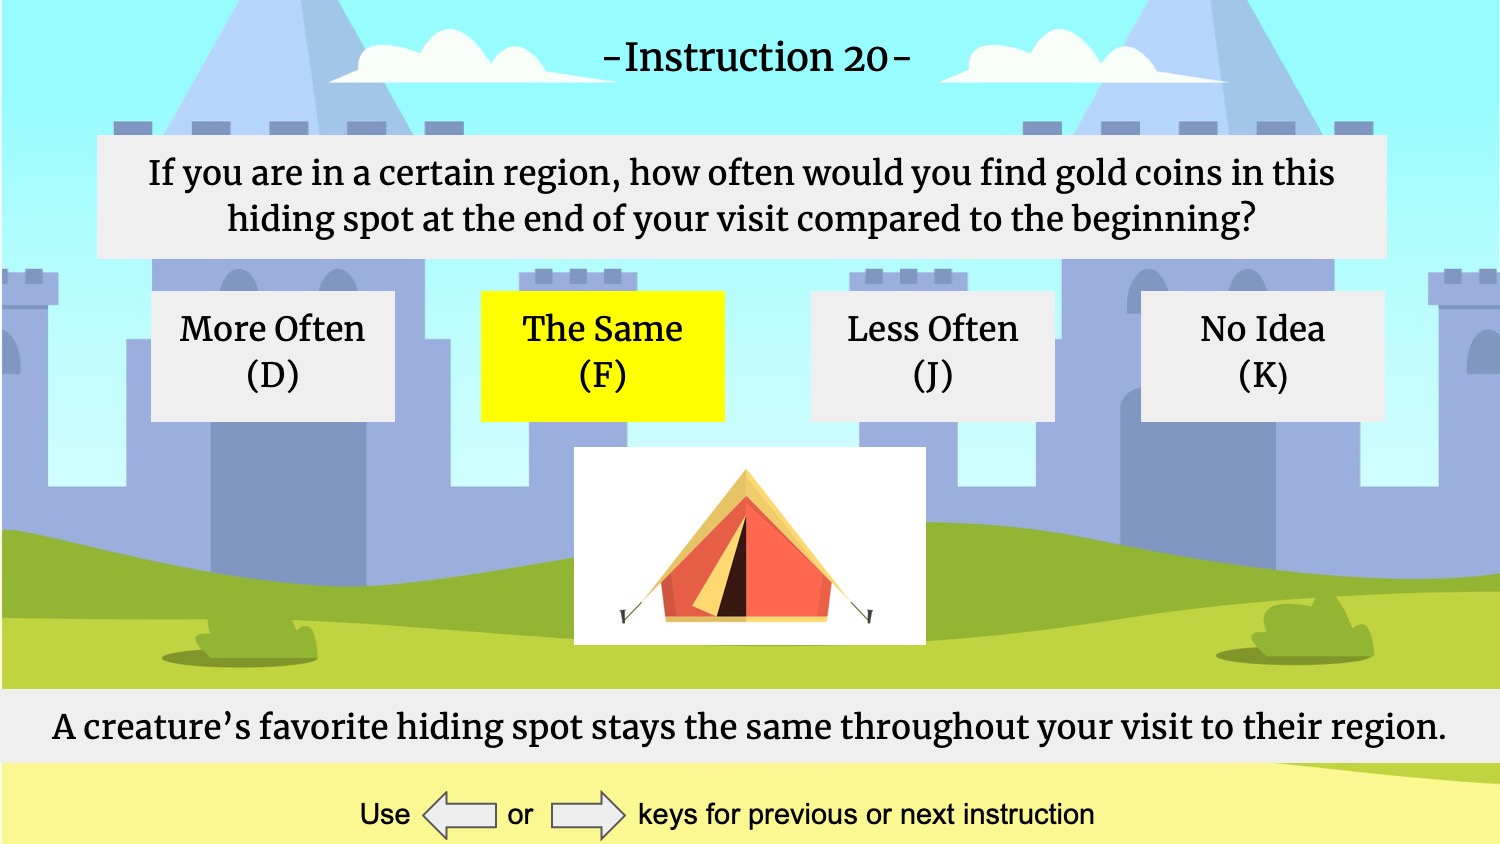 -Instruction 20-
If you are in a certain region, how often would you find gold coins in this
hiding spot at the end of your visit compared to the beginning?
More Often
(D)
The Same
(F)
Less Often
(J)
No Idea
(K)
A creature’s favorite hiding spot stays the same throughout your visit to their region.
Use or keys for previous or next instruction